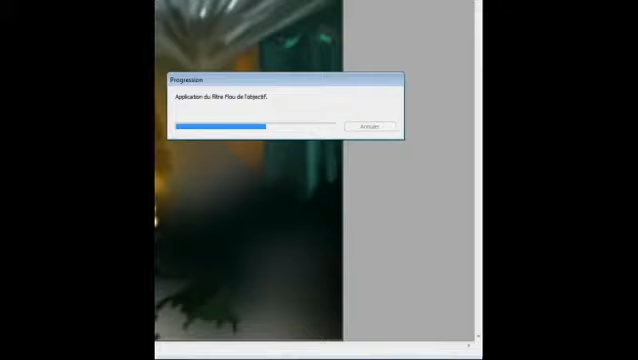 Progression
Application du filtre Flou de l'objectif.
Annuler